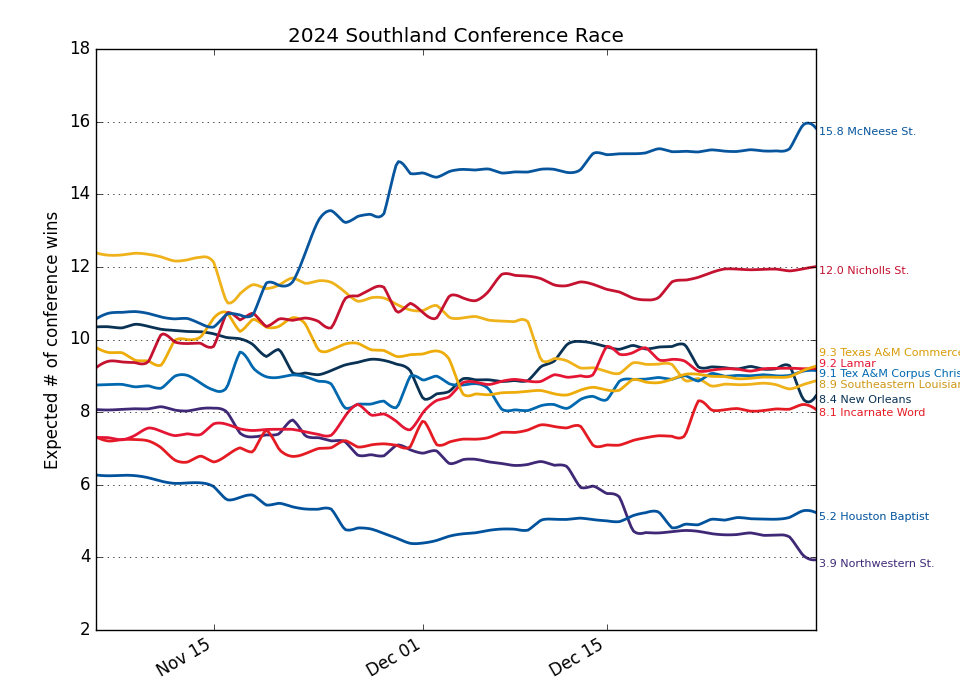 2024 Southland Conference Race
Expected # of conference wins
18
16
14
12
10
8
6
4
2
Nov 15
Dec 01
Dec 15
15.8 McNeese St.
12.0 Nicholls St.
9.3 Texas A&M Commerce
9.2 Lamar
9.1 Tex A&M Corpus Chris
8.9 Southeastern Louisian
8.4 New Orleans
8.1 Incarnate Word
5.2 Houston Baptist
3.9 Northwestern St.